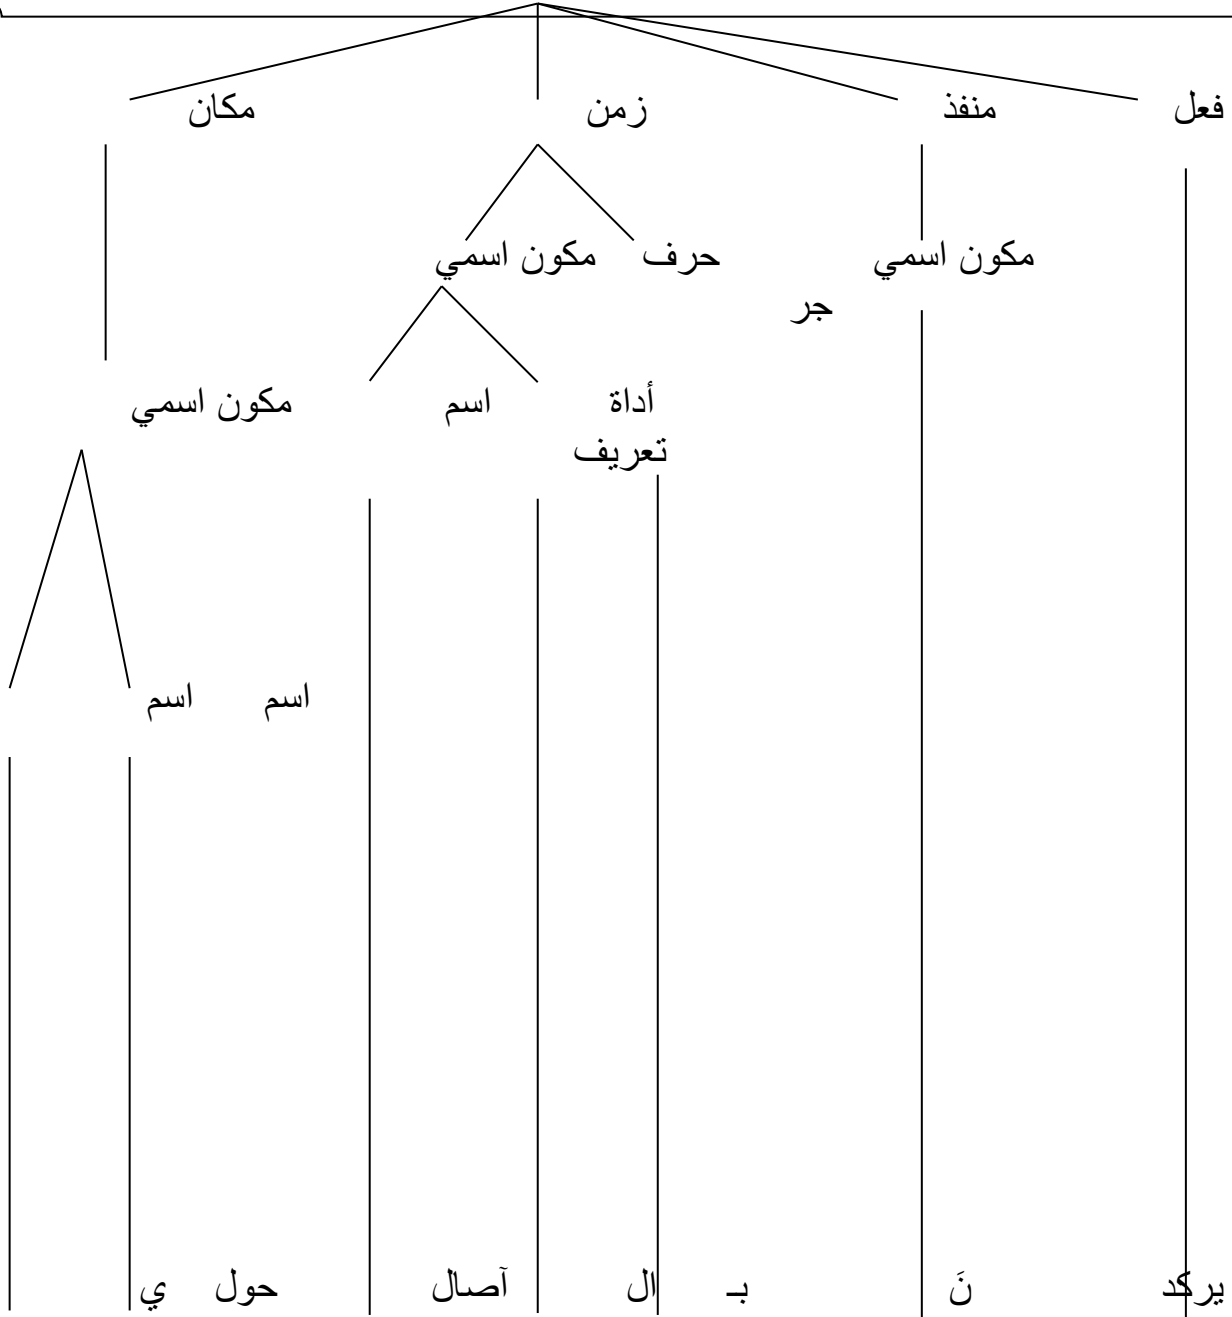 فعل منفذ زمن مكان
مكون اسمي حرف مكون اسمي
جر
أداة اسم مكون اسمي
تعريف
اسم اسم
يركد نَ بـ ال آصال حول ي